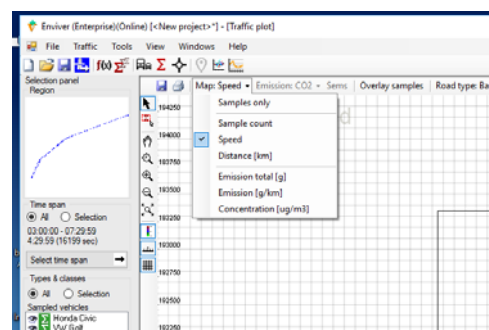 Enviver (Enterprise)(Online) [<New project>*] - [Traffic plot]
File Traffic Tools View Windows Help
f(x)
Selection panel
Region
Map: Speed Emission: CO2 - Sems Overlay samples Road type: Ba
Samples only
Sample count
Speed
Distance [km]
Emission total [g]
Emission [g/km]
Concentration [ug/m3]
194250
194000
193750
193500
193250
193000
192750
192500
192250
Time span
All Selection
03:00:00 - 07:29:59
4:29:59 (16199 sec)
Select time span
Types & classes
All Selection
Sampled vehicles
Honda Civic
VW Golf